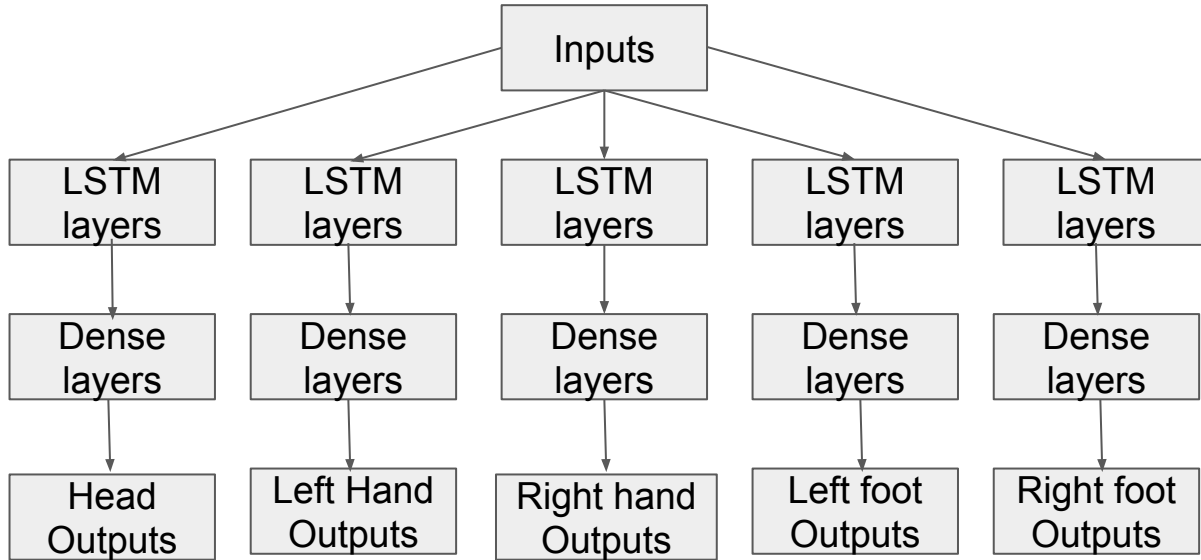 Inputs
LSTM
layers
LSTM
layers
LSTM
layers
LSTM
layers
LSTM
layers
Dense
layers
Dense
layers
Dense
layers
Dense
layers
Dense
layers
Head
Outputs
Left Hand
Outputs
Right hand
Outputs
Left foot
Outputs
Right foot
Outputs